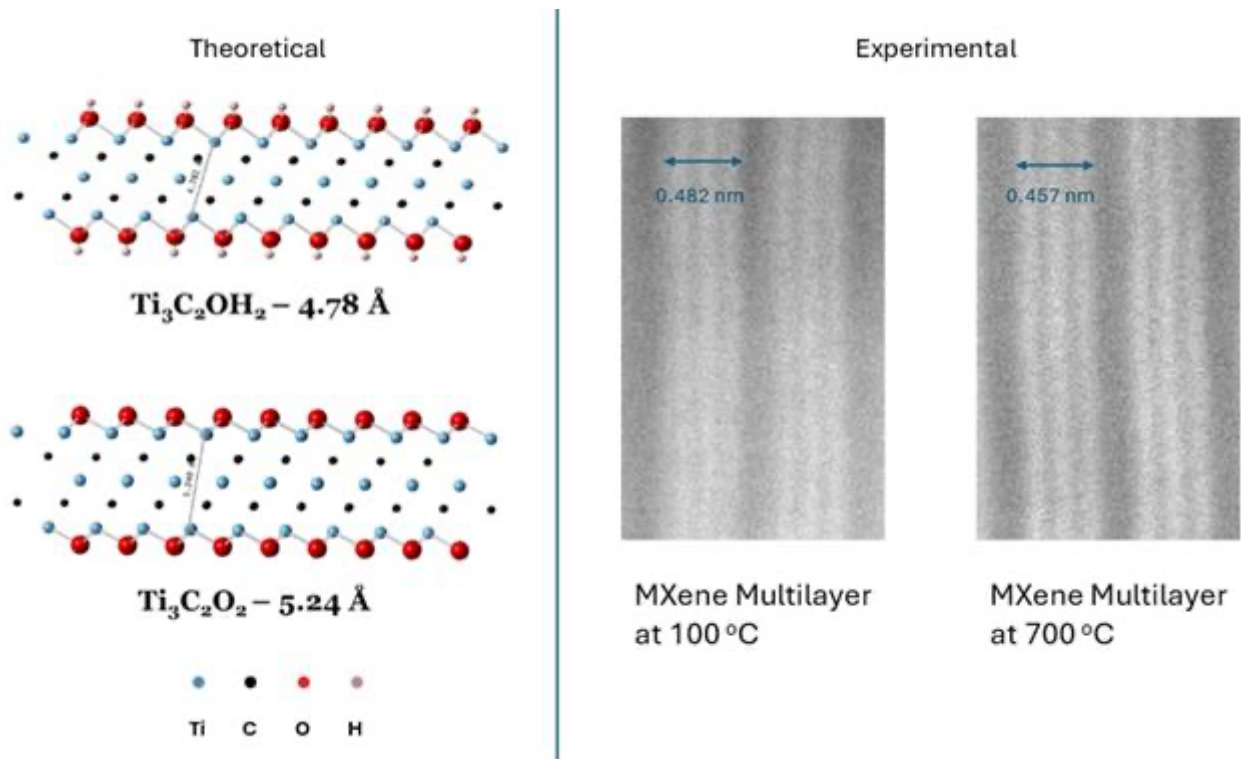 Theoretical
Ti₃C₂OH₂ – 4.78 Å
Ti₃C₂O₂ – 5.24 Å
Ti C O H
Experimental
0.482 nm
0.457 nm
MXene Multilayer
at 100 °C
MXene Multilayer
at 700 °C